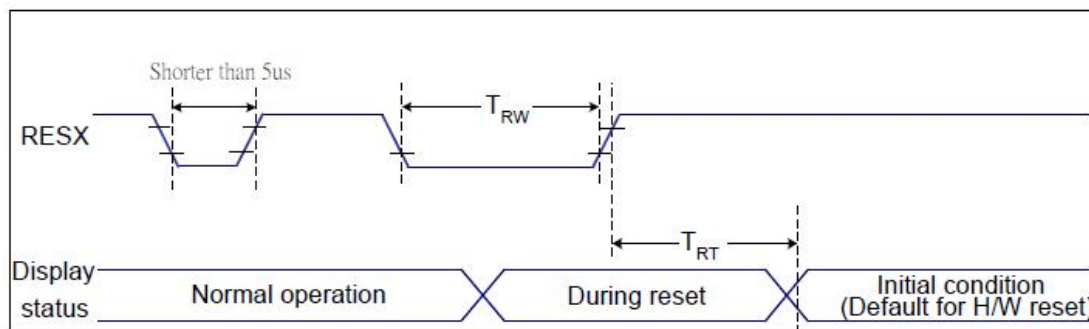 Shorter than 5us
RESX
TRW
TRT
Display
status
Normal operation
During reset
Initial condition
(Default for H/W reset)